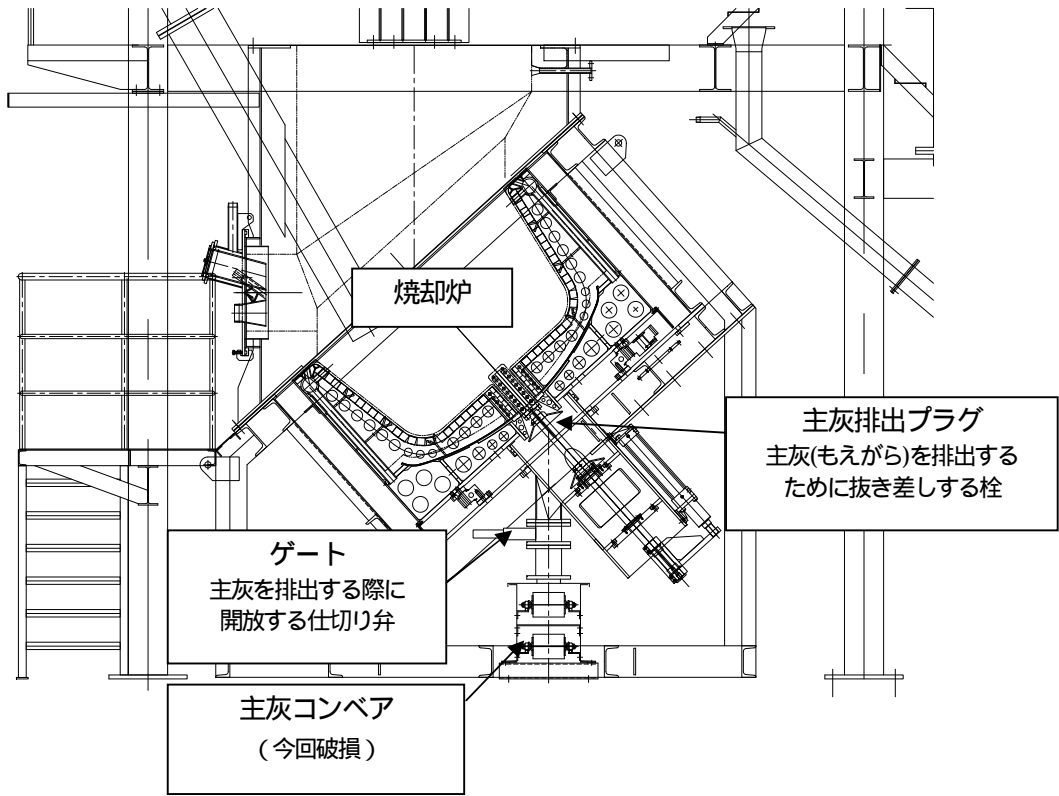 焼却炉
主灰排出プラグ
主灰(もえがら)を排出する
ために抜き差しする栓
ゲート
主灰を排出する際に
開放する仕切り弁
主灰コンベア
(今回破損)